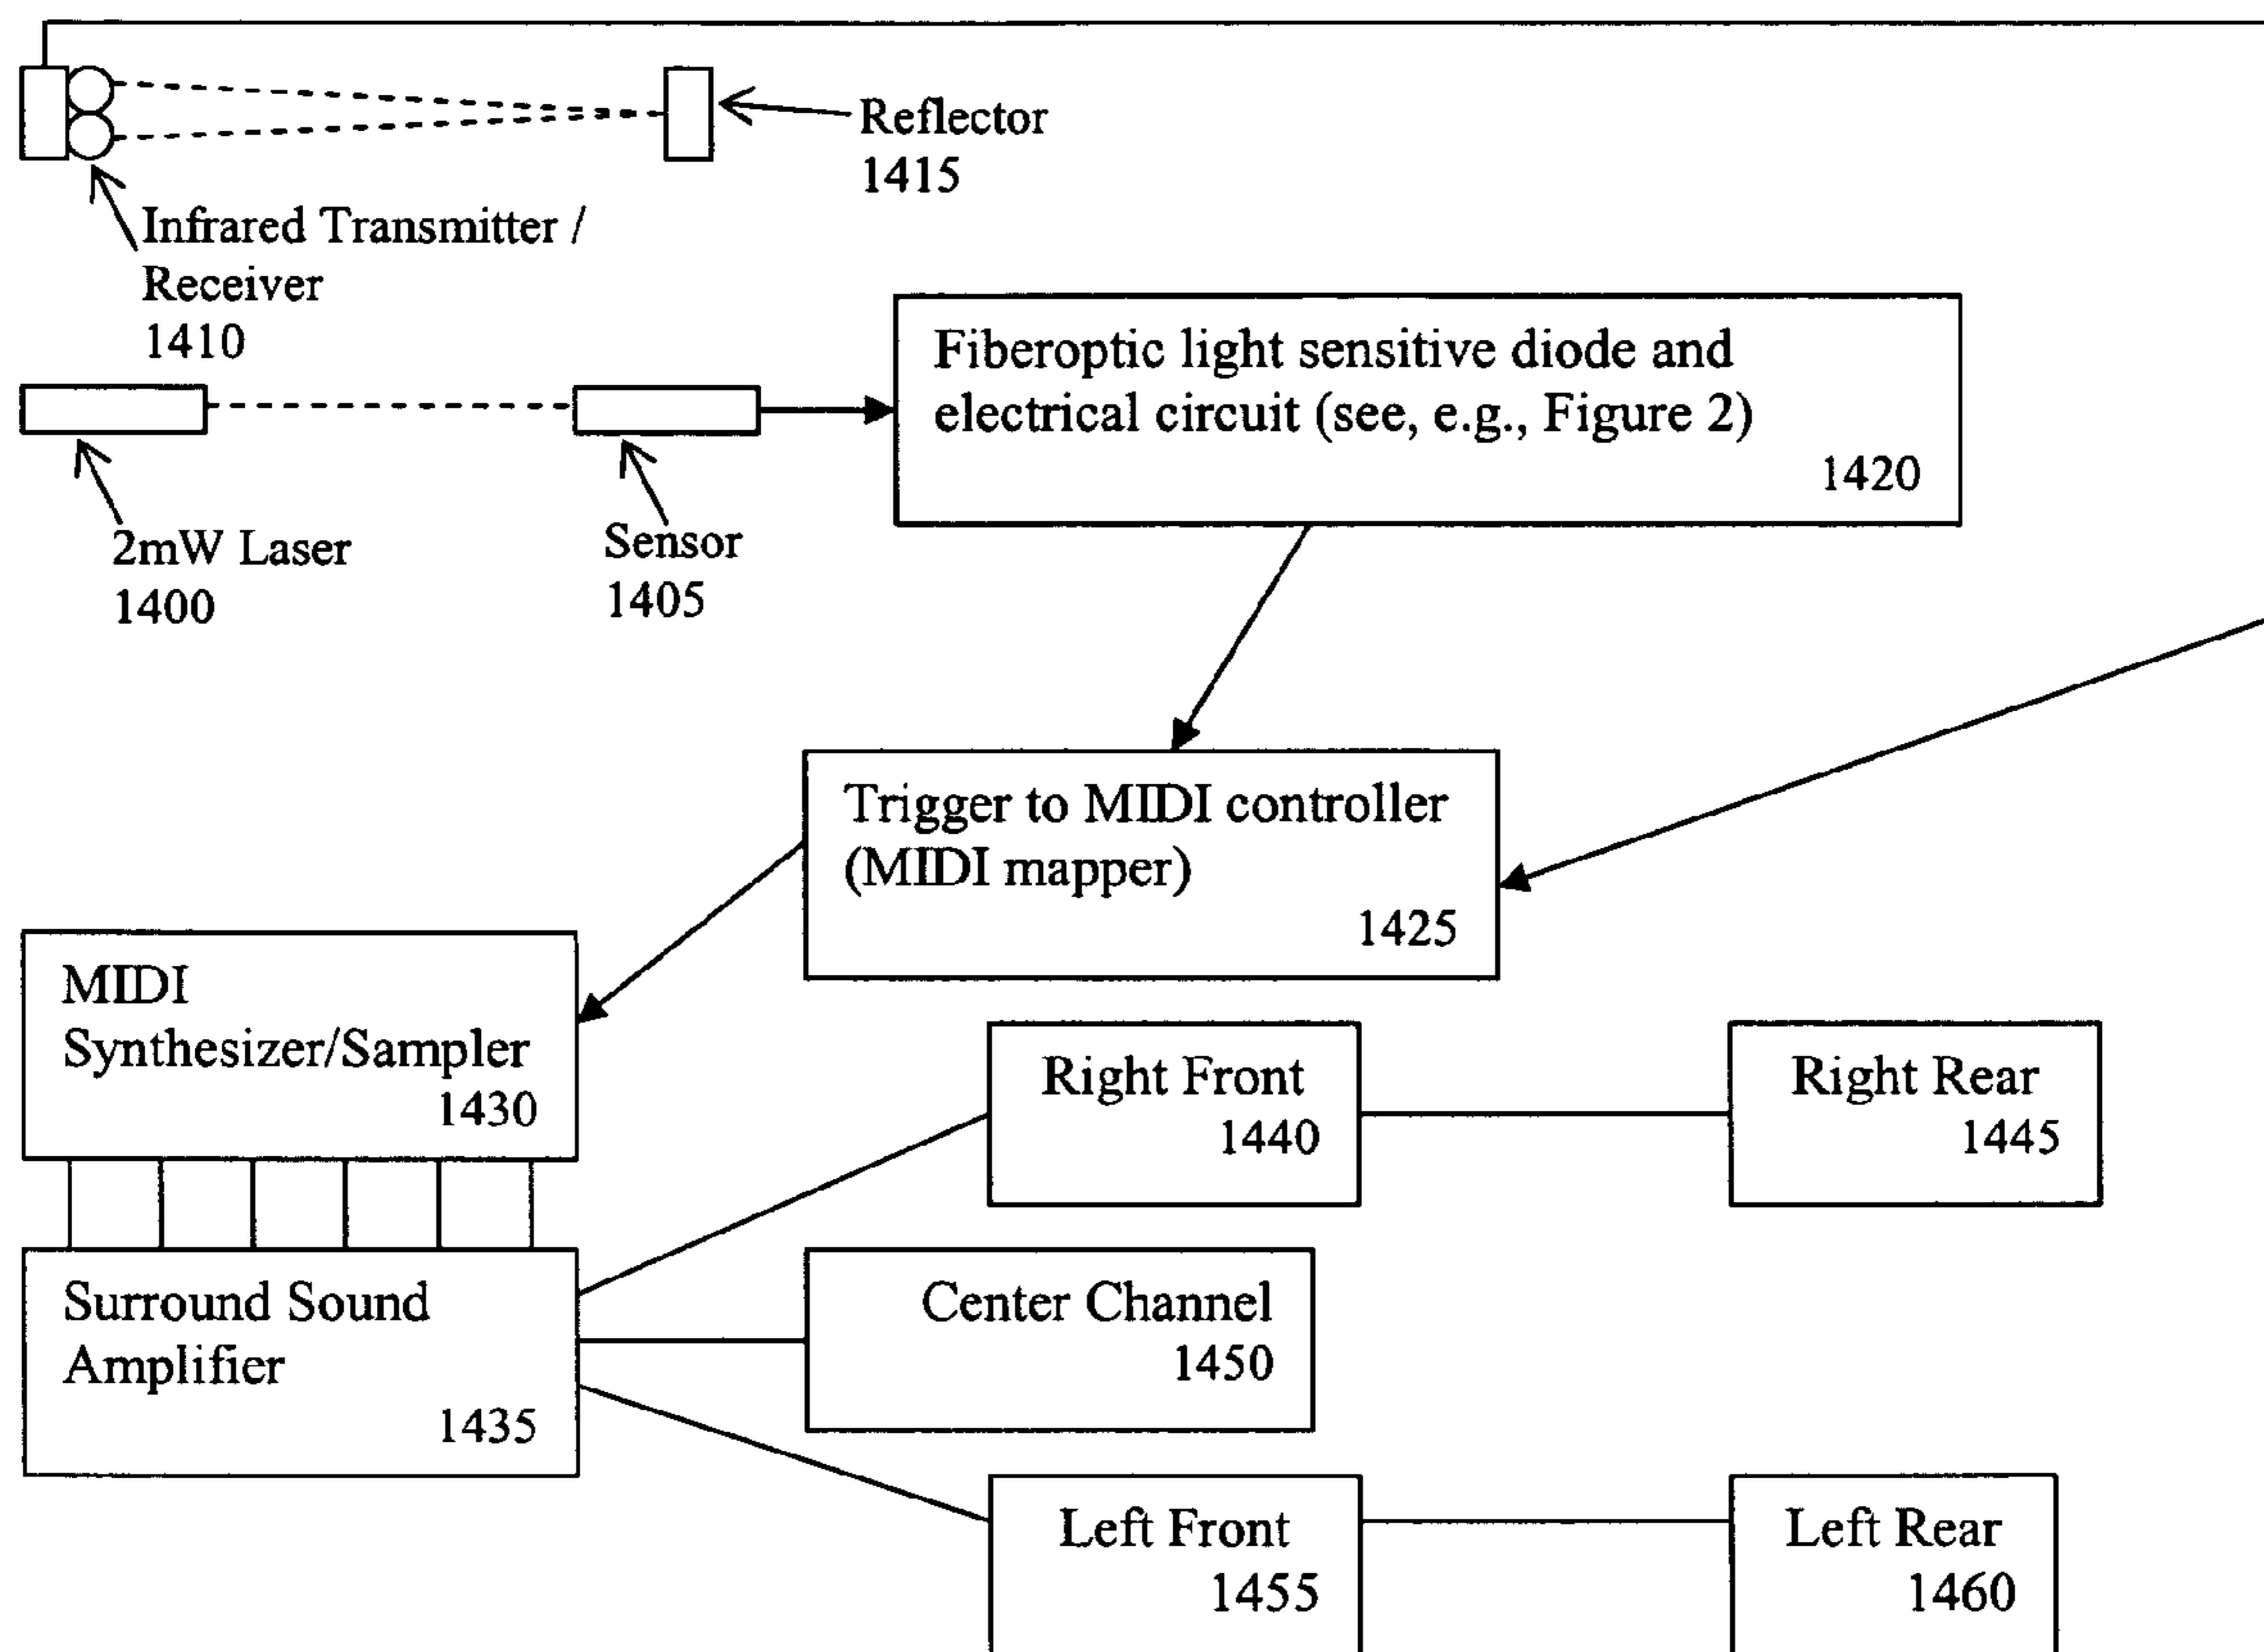 Reflector
1415
Infrared Transmitter /
Receiver
1410
Fiberoptic light sensitive diode and
electrical circuit (see, e.g., Figure 2)
1420
2mW Laser
1400
Sensor
1405
Trigger to MIDI controller
(MIDI mapper)
1425
MIDI
Synthesizer/Sampler
1430
Right Front
1440
Right Rear
1445
Surround Sound
Amplifier
1435
Center Channel
1450
Left Front
1455
Left Rear
1460